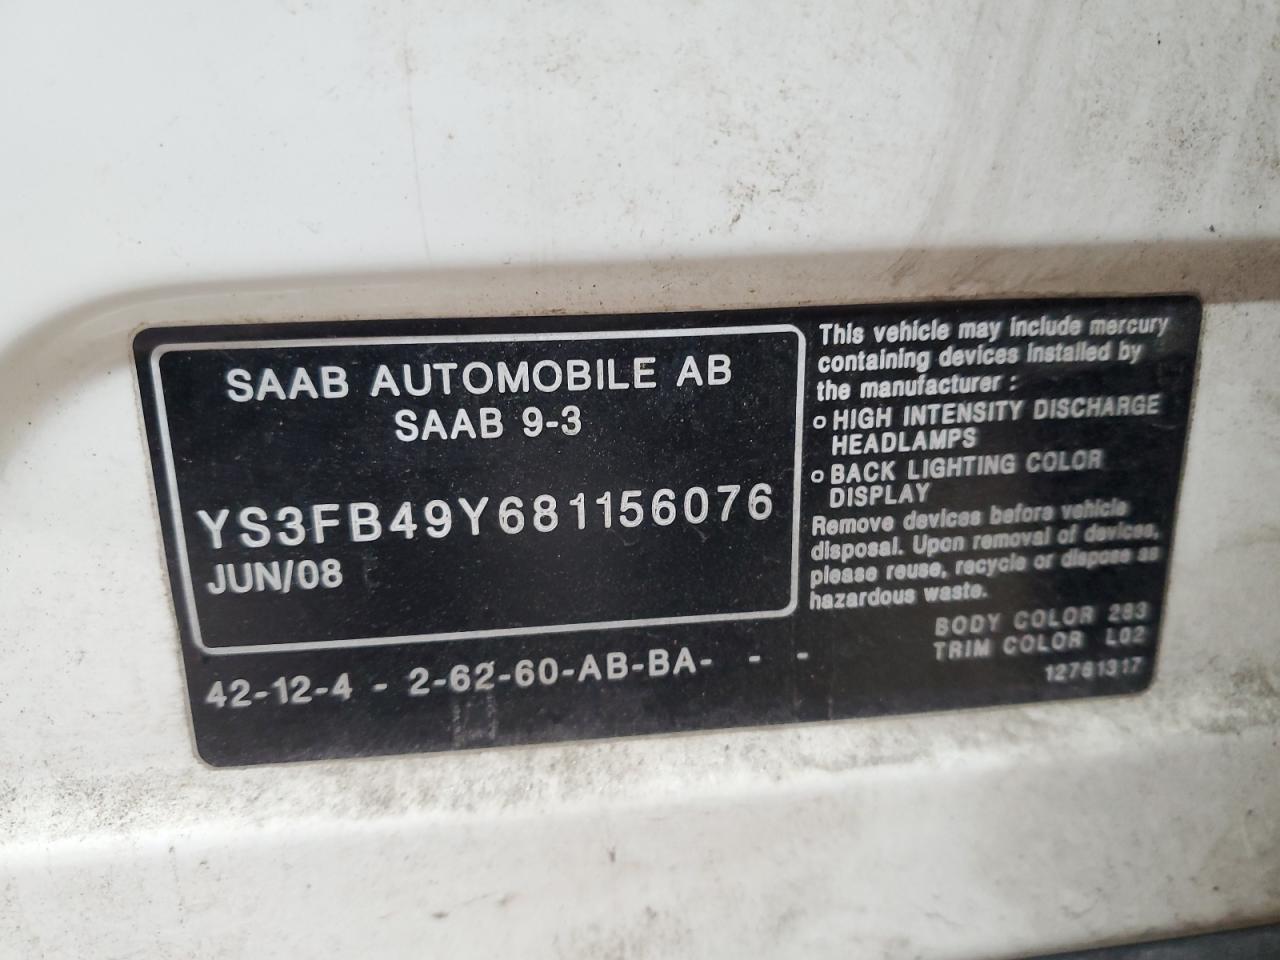 SAAB AUTOMOBILE AB
SAAB 9-3
YS3FB49Y681156076
JUN/08
42-12-4 - 2-62-60-AB-BA- - -
This vehicle may include mercury
containing devices installed by
the manufacturer :
o HIGH INTENSITY DISCHARGE
HEADLAMPS
o BACK LIGHTING COLOR
DISPLAY
Remove devices before vehicle
disposal. Upon removal of devices,
please reuse, recycle or dispose as
hazardous waste.
BODY COLOR 283
TRIM COLOR L02
12761317